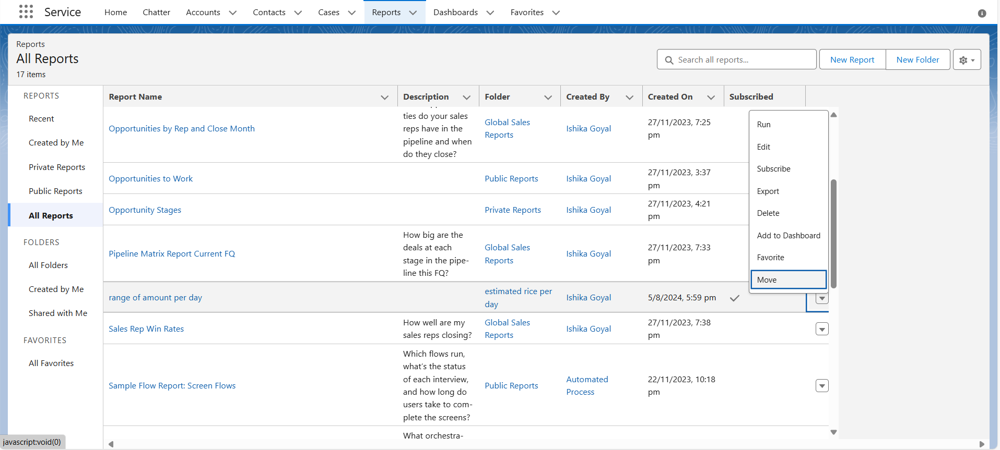 Service
Home
Chatter
Accounts
Contacts
Cases
Reports
Dashboards
Favorites
Reports
All Reports
17 items
Search all reports...
New Report
New Folder
REPORTS
Recent
Created by Me
Private Reports
Public Reports
All Reports
FOLDERS
All Folders
Created by Me
Shared with Me
FAVORITES
All Favorites
Report Name
Description
Folder
Created By
Created On
Subscribed
Opportunities by Rep and Close Month
ties do your sales
reps have in the
pipeline and when
do they close?
Global Sales
Reports
Ishika Goyal
27/11/2023, 7:25
pm
Opportunities to Work
Public Reports
Ishika Goyal
27/11/2023, 3:37
pm
Opportunity Stages
Private Reports
Ishika Goyal
27/11/2023, 4:21
pm
Pipeline Matrix Report Current FQ
How big are the
deals at each
stage in the pipe-
line this FQ?
Global Sales
Reports
Ishika Goyal
27/11/2023, 7:33
pm
range of amount per day
estimated rice per
day
Ishika Goyal
5/8/2024, 5:59 pm
Sales Rep Win Rates
How well are my
sales reps closing?
Global Sales
Reports
Ishika Goyal
27/11/2023, 7:38
pm
Sample Flow Report: Screen Flows
Which flows run,
what's the status
of each interview,
and how long do
users take to com-
plete the screens?
Public Reports
Automated
Process
22/11/2023, 10:18
pm
What orchestra-
Run
Edit
Subscribe
Export
Delete
Add to Dashboard
Favorite
Move
javascript:void(0)